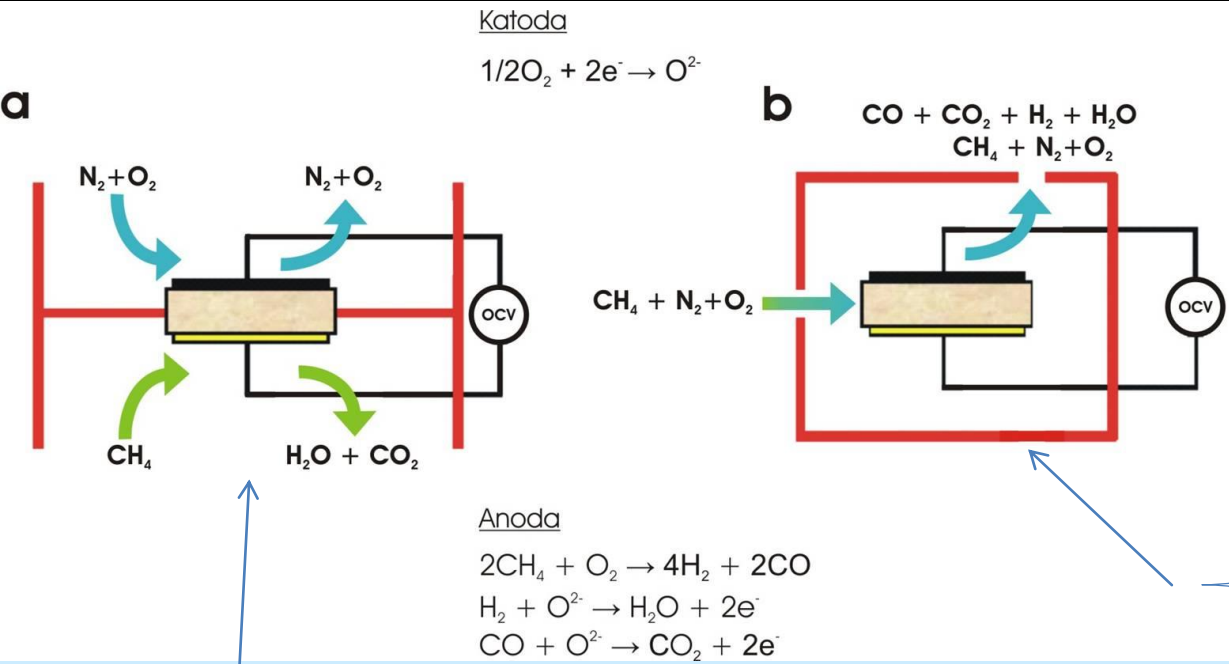 Katoda
1/2O₂ + 2e⁻ → O²⁻
a
N₂+O₂
N₂+O₂
OCV
CH₄
H₂O + CO₂
b
CO + CO₂ + H₂ + H₂O
CH₄ + N₂+O₂
CH₄ + N₂+O₂
OCV
Anoda
2CH₄ + O₂ → 4H₂ + 2CO
H₂ + O²⁻ → H₂O + 2e⁻
CO + O²⁻ → CO₂ + 2e⁻